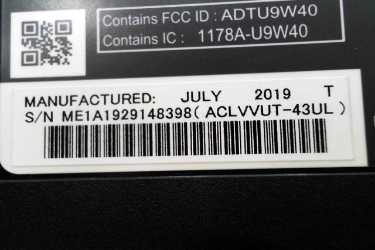 Contains FCC ID : ADTU9W40
Contains IC : 1178A-U9W40
MANUFACTURED: JULY 2019 T
S/N ME1A1929148398( ACLVVUT-43UL )